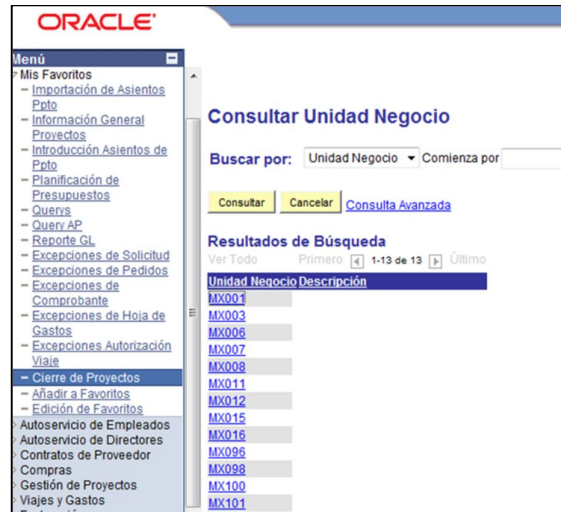 ORACLE
Menú
Mis Favoritos
Importación de Asientos
Ppto
Información General
Proyectos
Introducción Asientos de
Ppto
Planificación de
Presupuestos
Querys
Query AP
Reporte GL
Excepciones de Solicitud
Excepciones de Pedidos
Excepciones de
Comprobante
Excepciones de Hoja de
Gastos
Excepciones Autorización
Viaje
Cierre de Proyectos
Añadir a Favoritos
Edición de Favoritos
Autoservicio de Empleados
Autoservicio de Directores
Contratos de Proveedor
Compras
Gestión de Proyectos
Viajes y Gastos
Consultar Unidad Negocio
Buscar por: Unidad Negocio Comienza por
Consultar Cancelar Consulta Avanzada
Resultados de Búsqueda
Ver Todo Primero 1-13 de 13 Último
Unidad Negocio Descripción
MX001
MX003
MX006
MX007
MX008
MX011
MX012
MX015
MX016
MX096
MX098
MX100
MX101